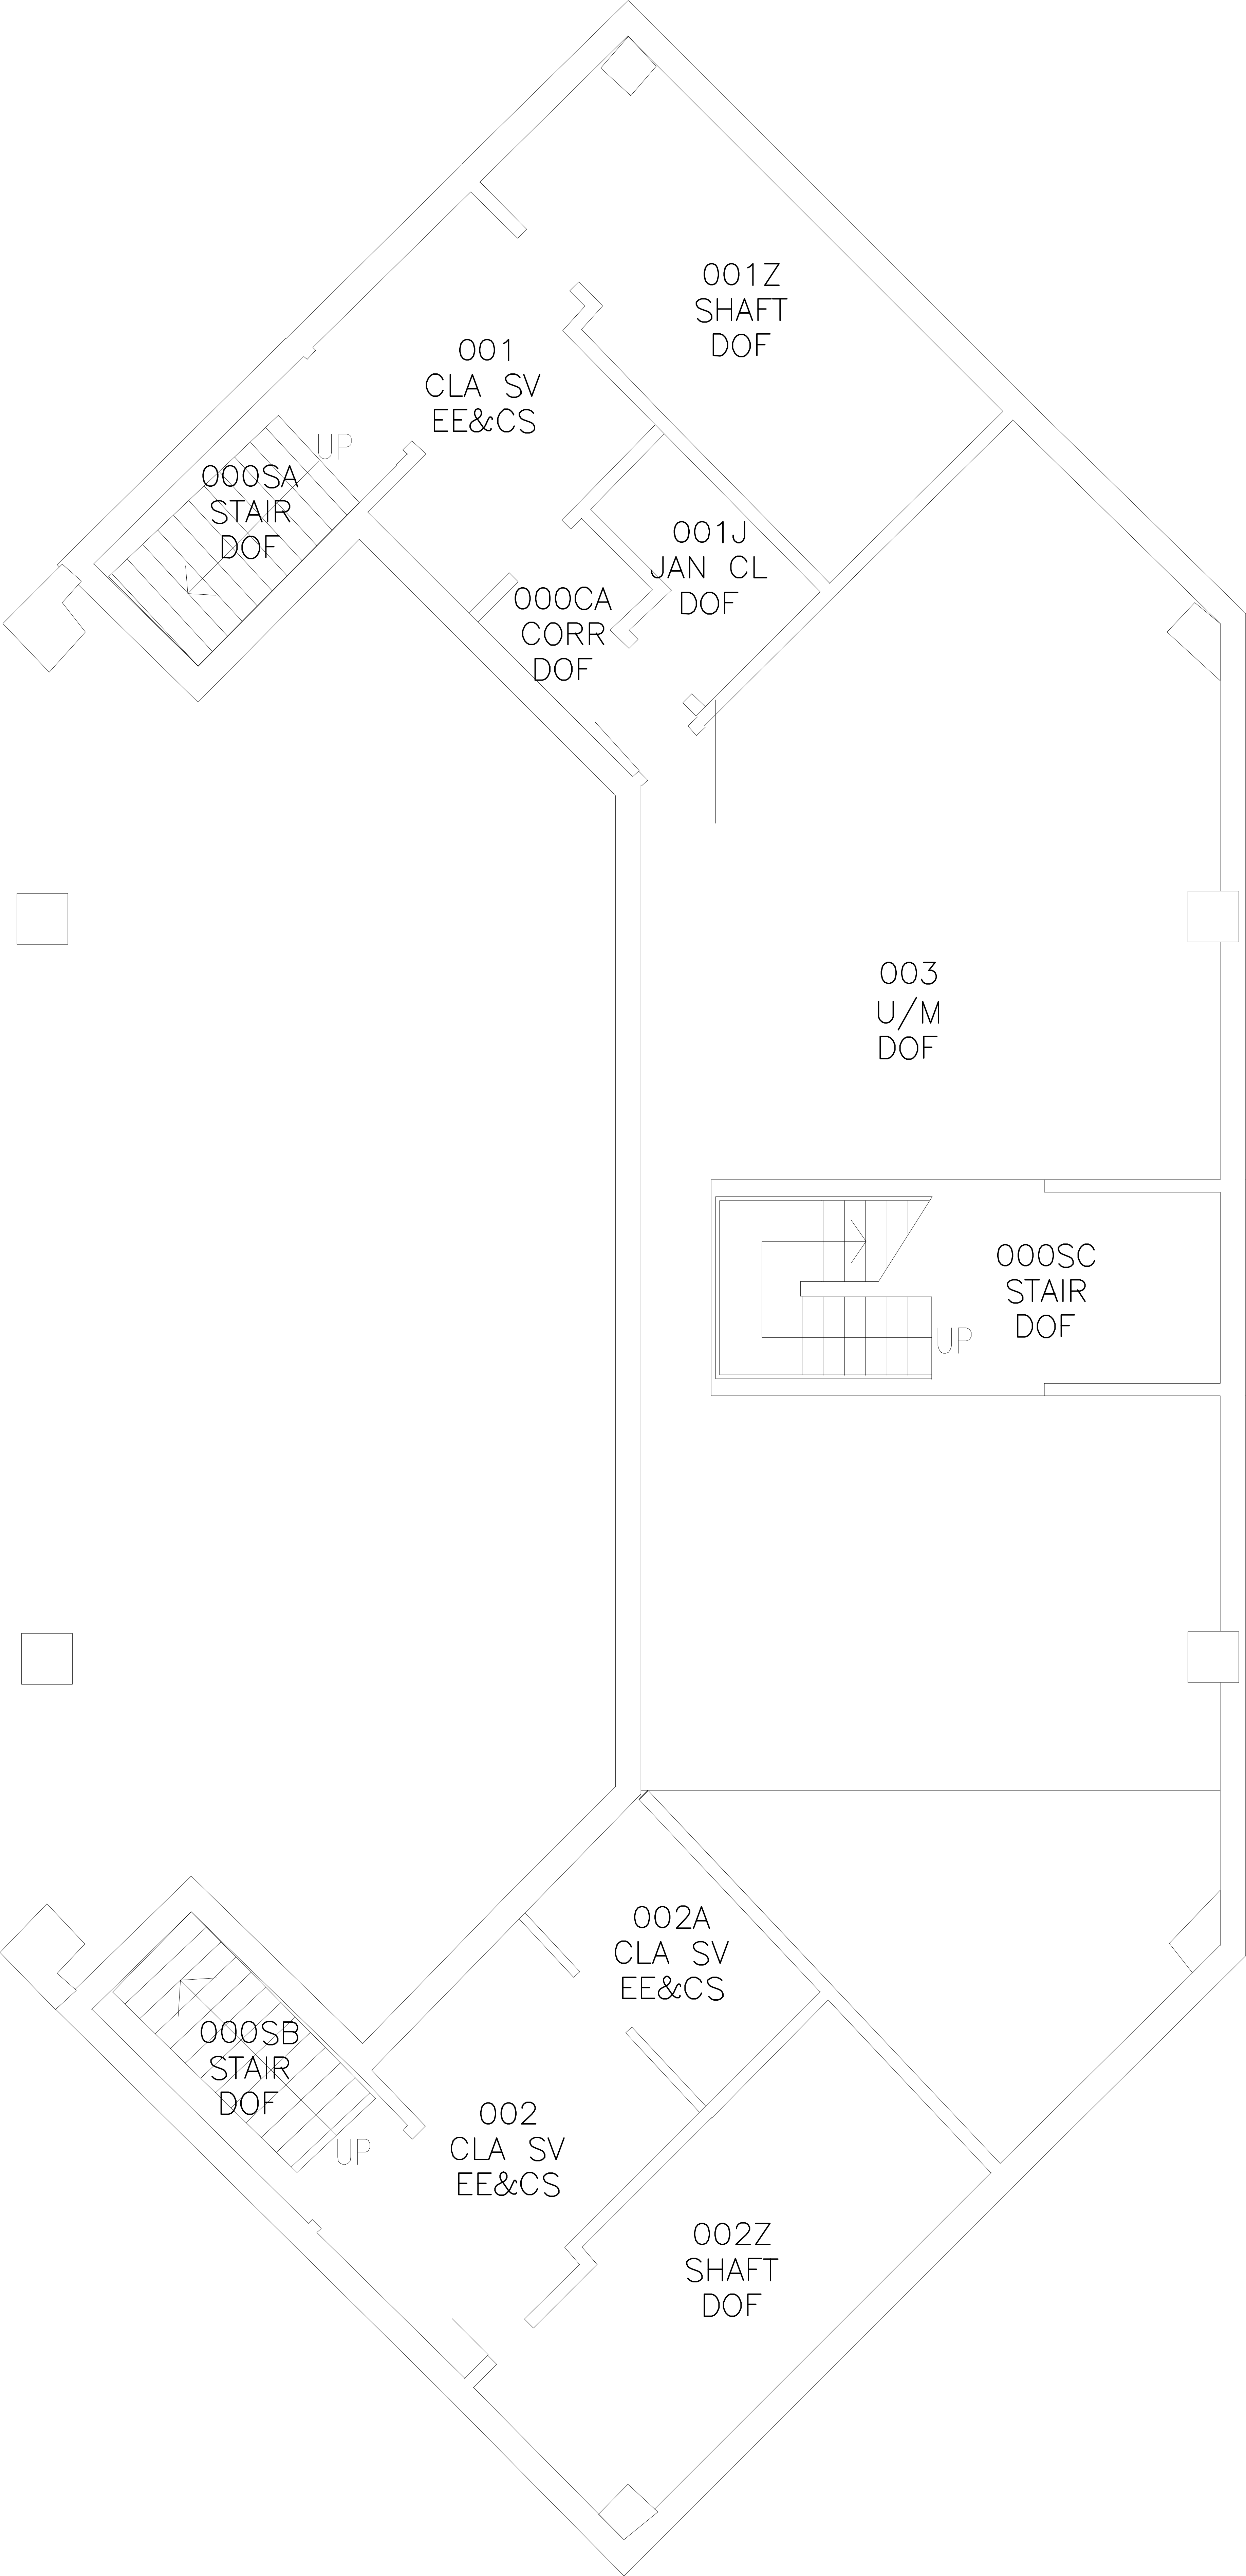 001Z
SHAFT
DOF
001
CLA SV
EE&CS
UP
000SA
STAIR
DOF
001J
JAN CL
DOF
000CA
CORR
DOF
003
U/M
DOF
000SC
STAIR
DOF
UP
002A
CLA SV
EE&CS
000SB
STAIR
DOF
UP
002
CLA SV
EE&CS
002Z
SHAFT
DOF